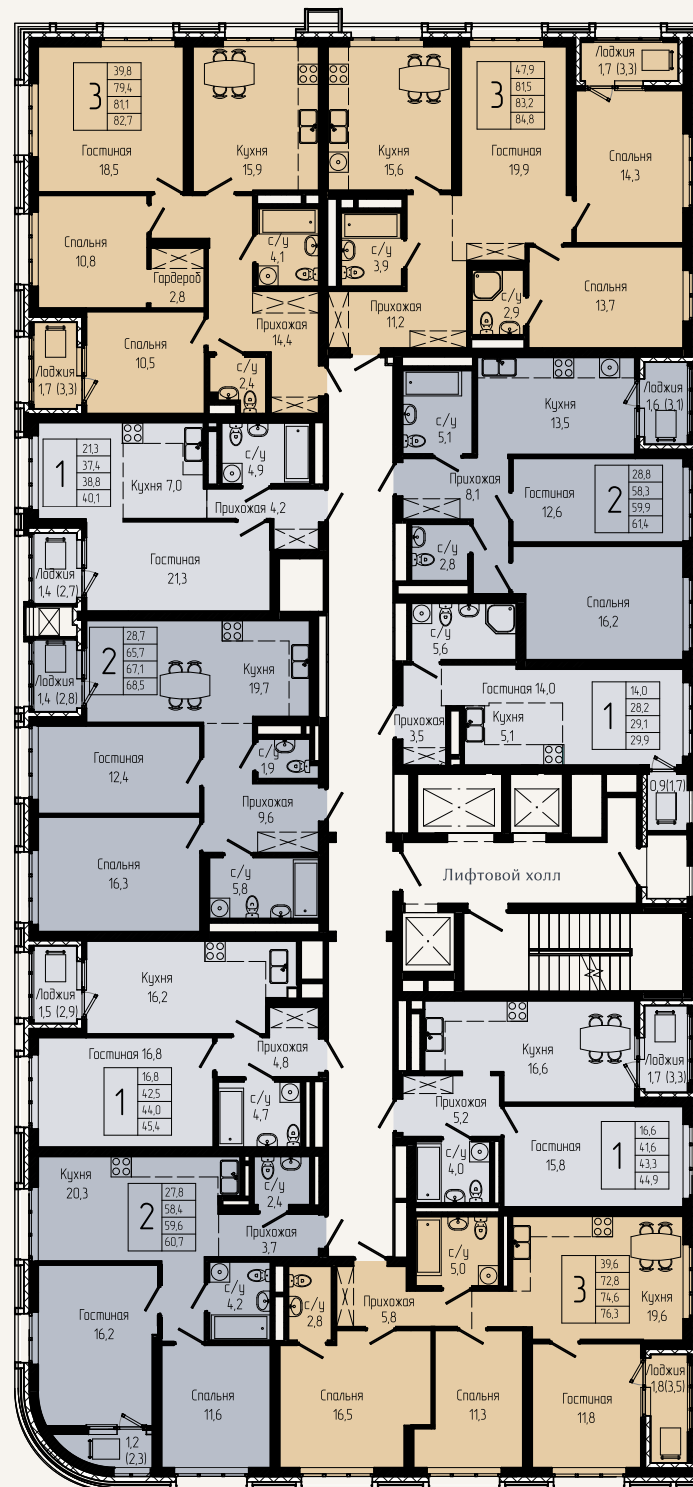 3
39,8
79,4
81,1
82,7
Гостиная
18,5
Кухня
15,9
Кухня
15,6
3
47,9
81,5
83,2
84,8
Гостиная
19,9
Лоджия
1,7 (3,3)
Спальня
14,3
Спальня
10,8
Гардероб
2,8
с/у
4,1
с/у
3,9
Прихожая
11,2
с/у
2,9
Спальня
13,7
Лоджия
1,7 (3,3)
Спальня
10,5
Прихожая
14,4
с/у
2,4
1
21,3
37,4
38,8
40,1
Кухня 7,0
с/у
4,9
Прихожая 4,2
Гостиная
21,3
Лоджия
1,4 (2,7)
с/у
5,1
Кухня
13,5
Лоджия
1,6 (3,1)
Прихожая
8,1
Гостиная
12,6
2
28,8
58,3
59,9
61,4
с/у
2,8
Спальня
16,2
2
28,7
65,7
67,1
68,5
Кухня
19,7
Лоджия
1,4 (2,8)
Гостиная
12,4
с/у
1,9
Прихожая
9,6
Спальня
16,3
с/у
5,8
с/у
5,6
Гостиная 14,0
Прихожая
3,5
Кухня
5,1
1
14,0
28,2
29,1
29,9
0,9(1,7)
Лифтовой холл
Кухня
16,2
Лоджия
1,5 (2,9)
Гостиная 16,8
1
16,8
42,5
44,0
45,4
Прихожая
4,8
с/у
4,7
Кухня
16,6
Лоджия
1,7 (3,3)
Прихожая
5,2
с/у
4,0
Гостиная
15,8
1
16,6
41,6
43,3
44,9
Кухня
20,3
2
27,8
58,4
59,6
60,7
с/у
2,4
Прихожая
3,7
Гостиная
16,2
с/у
4,2
Спальня
11,6
1,2
(2,3)
с/у
2,8
Прихожая
5,8
с/у
5,0
3
39,6
72,8
74,6
76,3
Кухня
19,6
Спальня
16,5
Спальня
11,3
Гостиная
11,8
Лоджия
1,8(3,5)